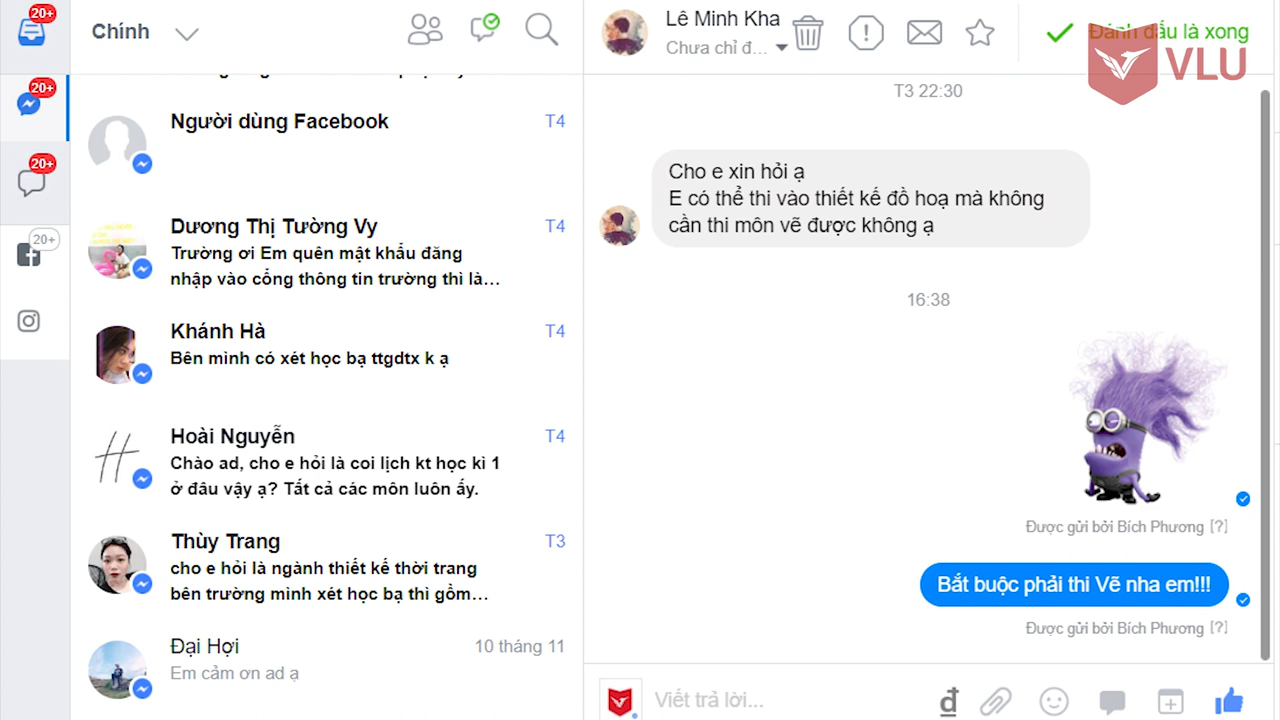 20+
20+
20+
20+
Chính
Người dùng Facebook
T4
Dương Thị Tường Vy
T4
Trường ơi Em quên mật khẩu đăng
nhập vào cổng thông tin trường thì là...
Khánh Hà
T4
Bên mình có xét học bạ ttgdtx k ạ
Hoài Nguyễn
T4
Chào ad, cho e hỏi là coi lịch kt học kì 1
ở đâu vậy ạ? Tất cả các môn luôn ấy.
Thùy Trang
T3
cho e hỏi là ngành thiết kế thời trang
bên trường mình xét học bạ thì gồm...
Đại Hợi
10 tháng 11
Em cảm ơn ad ạ
Lê Minh Kha
Chưa chỉ đ...
Đánh dấu là xong
VLU
T3 22:30
Cho e xin hỏi ạ
E có thể thi vào thiết kế đồ hoạ mà không
cần thi môn vẽ được không ạ
16:38
Được gửi bởi Bích Phương [?]
Bắt buộc phải thi Vẽ nha em!!!
Được gửi bởi Bích Phương [?]
Viết trả lời...
đ